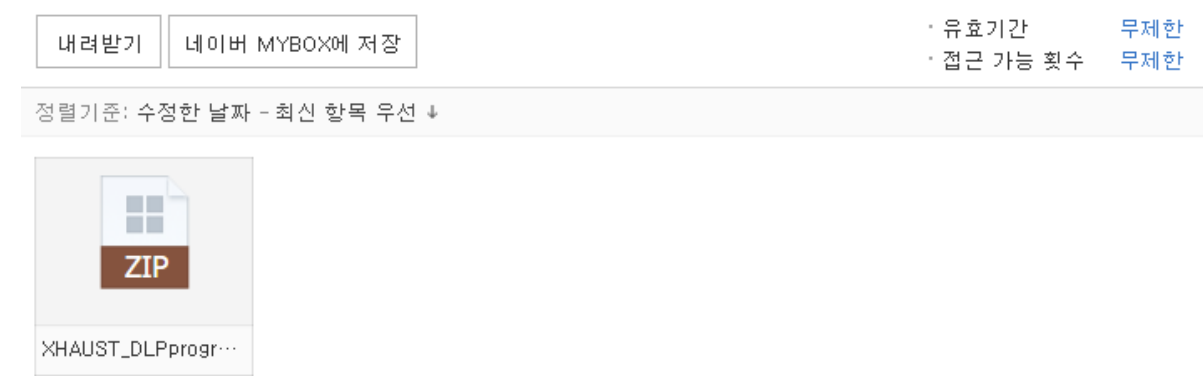 내려받기 네이버 MYBOX에 저장
· 유효기간 무제한
· 접근 가능 횟수 무제한
정렬기준: 수정한 날짜 - 최신 항목 우선 ↓
ZIP
XHAUST_DLPprogr···